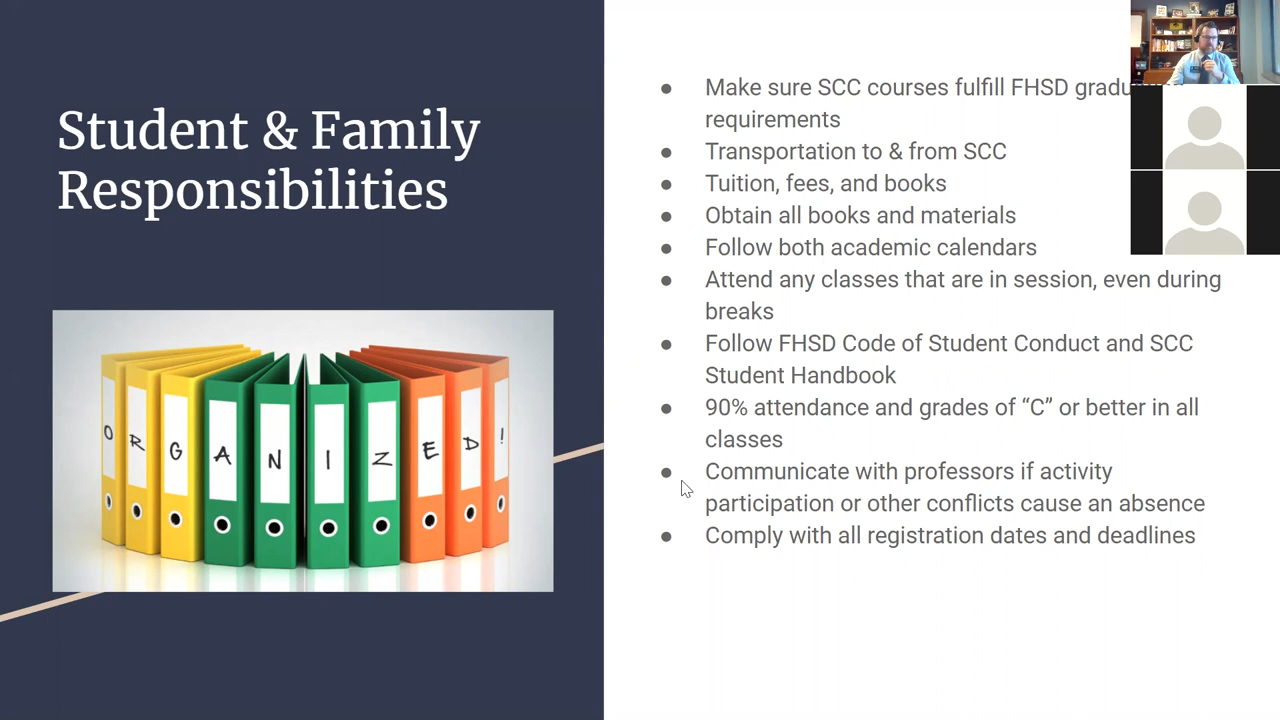 Student & Family
Responsibilities
ORGANIZED!
● Make sure SCC courses fulfill FHSD
requirements
● Transportation to & from SCC
● Tuition, fees, and books
● Obtain all books and materials
● Follow both academic calendars
● Attend any classes that are in session, even during
breaks
● Follow FHSD Code of Student Conduct and SCC
Student Handbook
● 90% attendance and grades of “C” or better in all
classes
● Communicate with professors if activity
participation or other conflicts cause an absence
● Comply with all registration dates and deadlines